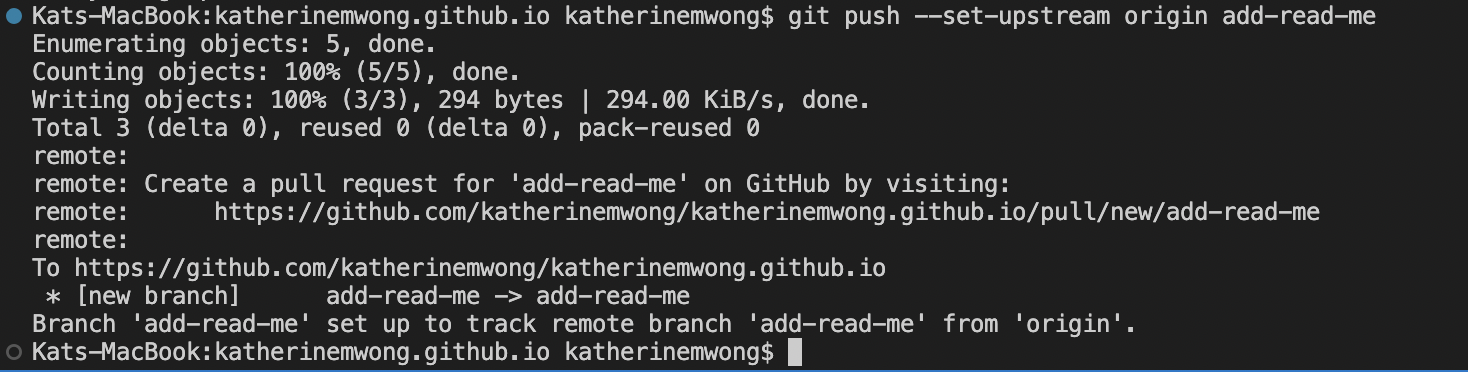 Kats-MacBook:katherinemwong.github.io katherinemwong$ git push --set-upstream origin add-read-me
Enumerating objects: 5, done.
Counting objects: 100% (5/5), done.
Writing objects: 100% (3/3), 294 bytes | 294.00 KiB/s, done.
Total 3 (delta 0), reused 0 (delta 0), pack-reused 0
remote:
remote: Create a pull request for 'add-read-me' on GitHub by visiting:
remote:      https://github.com/katherinemwong/katherinemwong.github.io/pull/new/add-read-me
remote:
To https://github.com/katherinemwong/katherinemwong.github.io
 * [new branch]      add-read-me -> add-read-me
Branch 'add-read-me' set up to track remote branch 'add-read-me' from 'origin'.
Kats-MacBook:katherinemwong.github.io katherinemwong$